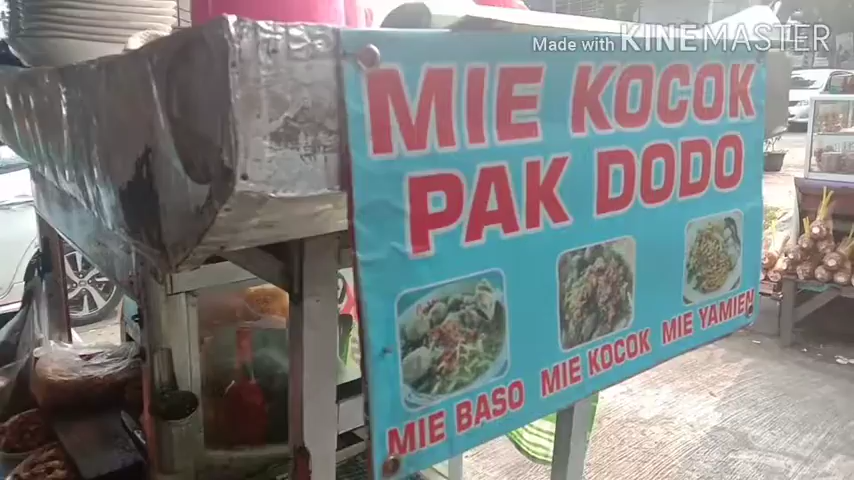 Made with KINEMASTER
MIE KOCOK
PAK DODO
MIE BASO MIE KOCOK MIE YAMIEN